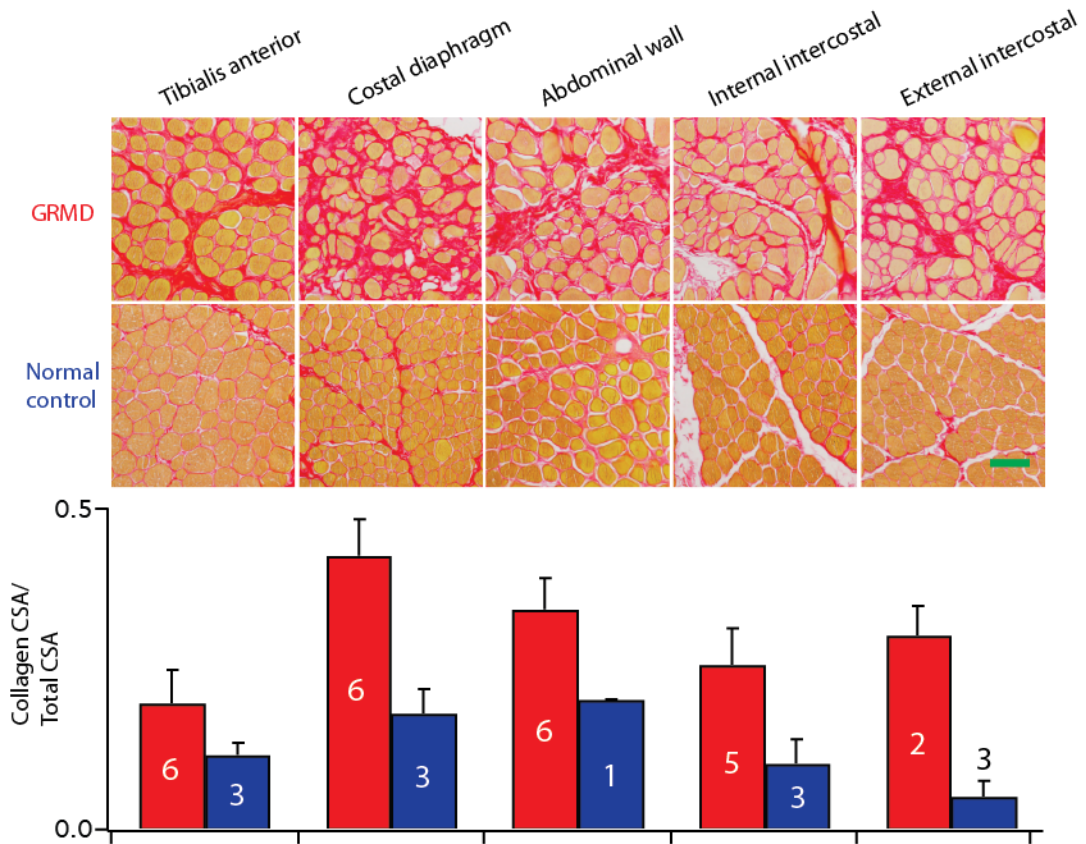 Tibialis anterior
Costal diaphragm
Abdominal wall
Internal intercostal
External intercostal
GRMD
Normal
control
0.5
Collagen CSA/
Total CSA
0.0
6
3
6
3
6
1
5
3
2
3